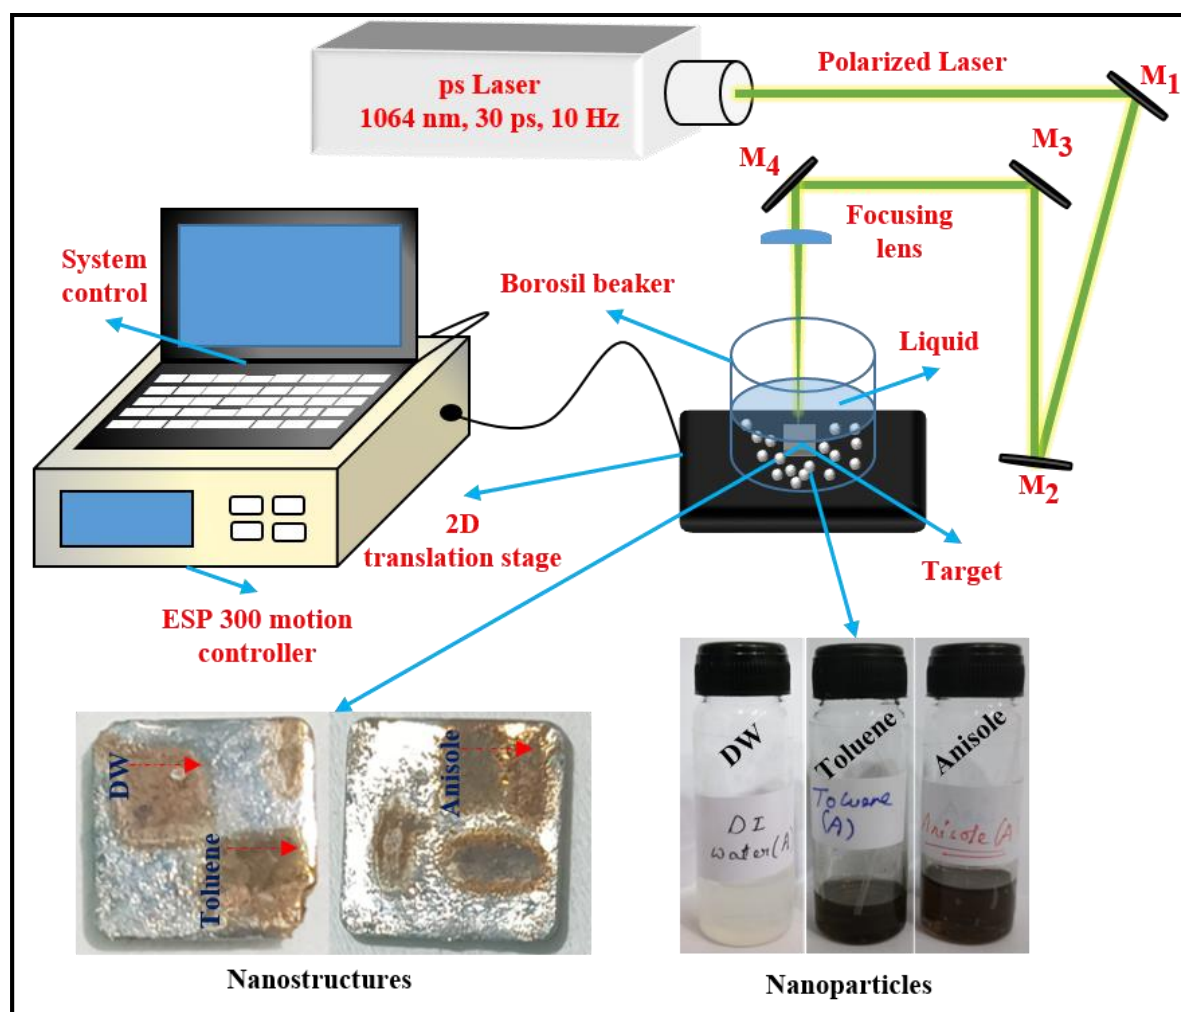 ps Laser
1064 nm, 30 ps, 10 Hz
Polarized Laser
M1
M4
M3
Focusing
lens
System
control
Borosil beaker
Liquid
M2
2D
translation stage
Target
ESP 300 motion
controller
DW
Toluene
Anisole
Nanostructures
DW
Toluene
Anisole
DI
water(A)
Toluene
(A)
Anisole(A
Nanoparticles